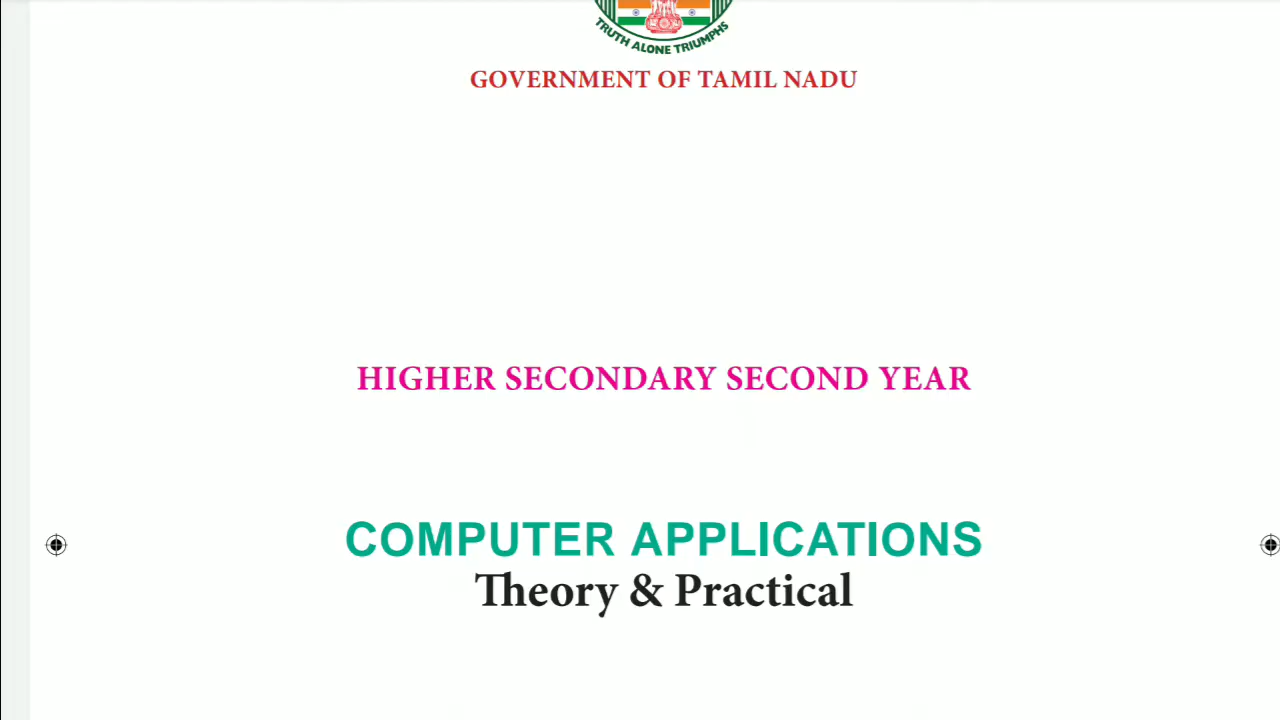 TRUTH ALONE TRIUMPHS
GOVERNMENT OF TAMIL NADU
HIGHER SECONDARY SECOND YEAR
COMPUTER APPLICATIONS
Theory & Practical